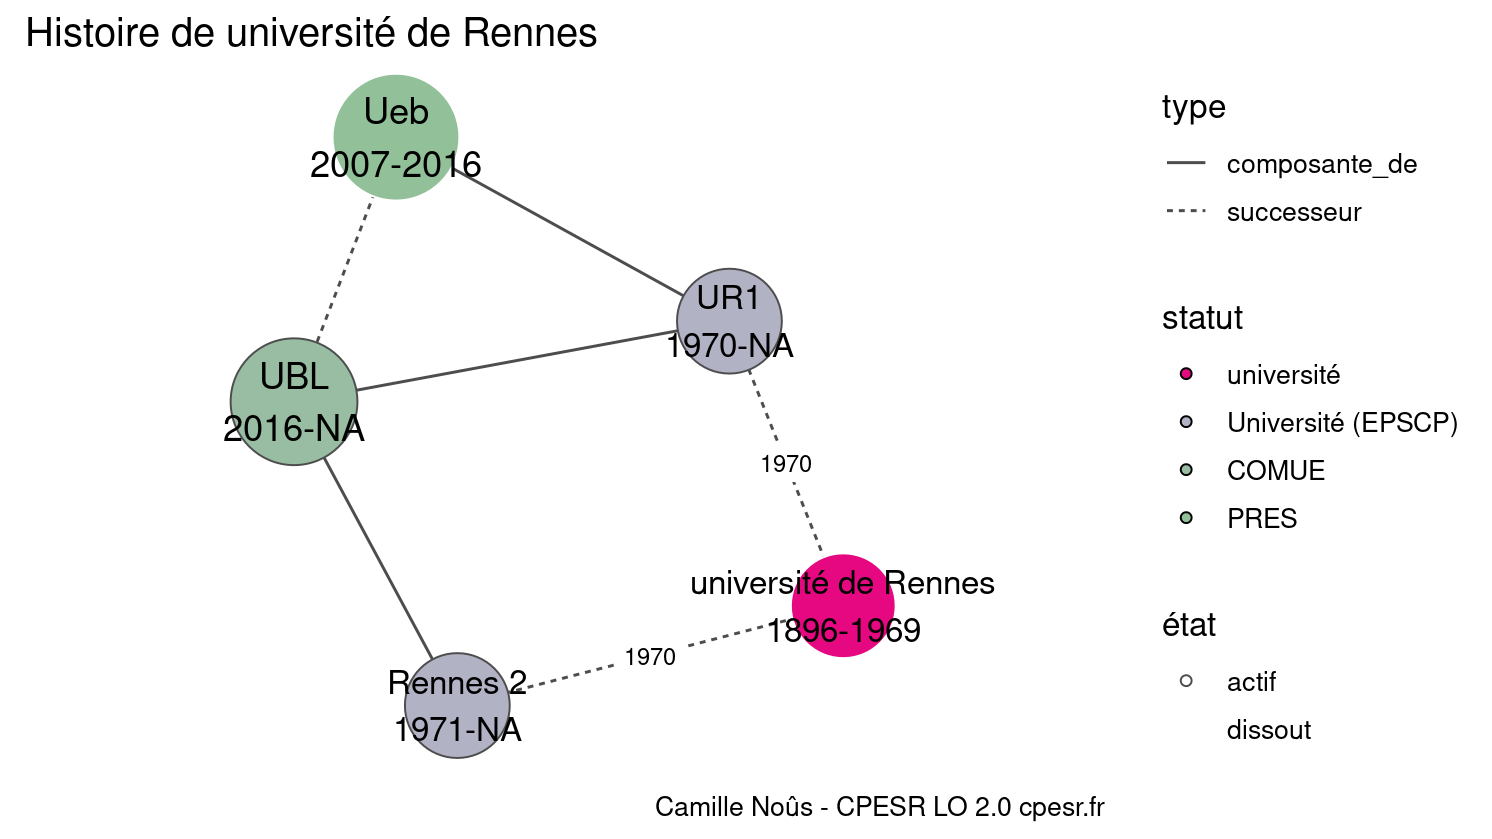 Histoire de université de Rennes
Ueb
2007-2016
UR1
1970-NA
UBL
2016-NA
1970
université de Rennes
1896-1969
1970
Rennes 2
1971-NA
type
composante_de
successeur
statut
université
Université (EPSCP)
COMUE
PRES
état
actif
dissout
Camille Noûs - CPESR LO 2.0 cpesr.fr